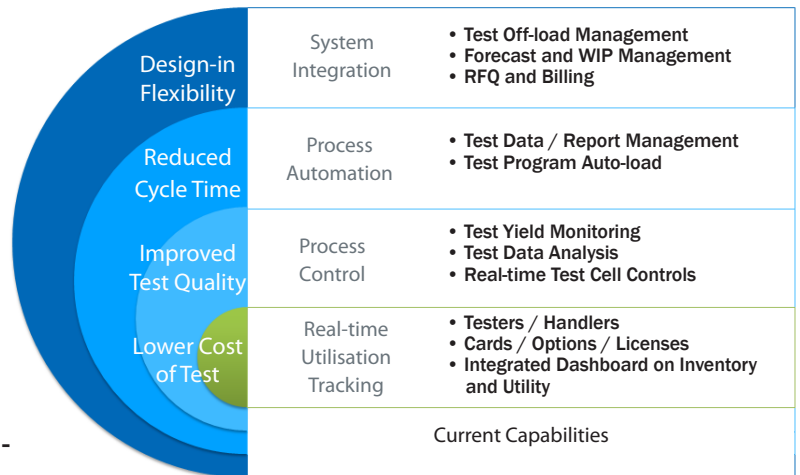 Design-in
Flexibility
System
Integration
• Test Off-load Management
• Forecast and WIP Management
• RFQ and Billing
Reduced
Cycle Time
Process
Automation
• Test Data / Report Management
• Test Program Auto-load
Improved
Test Quality
Process
Control
• Test Yield Monitoring
• Test Data Analysis
• Real-time Test Cell Controls
Lower Cost
of Test
Real-time
Utilisation
Tracking
• Testers / Handlers
• Cards / Options / Licenses
• Integrated Dashboard on Inventory
and Utility
-
Current Capabilities